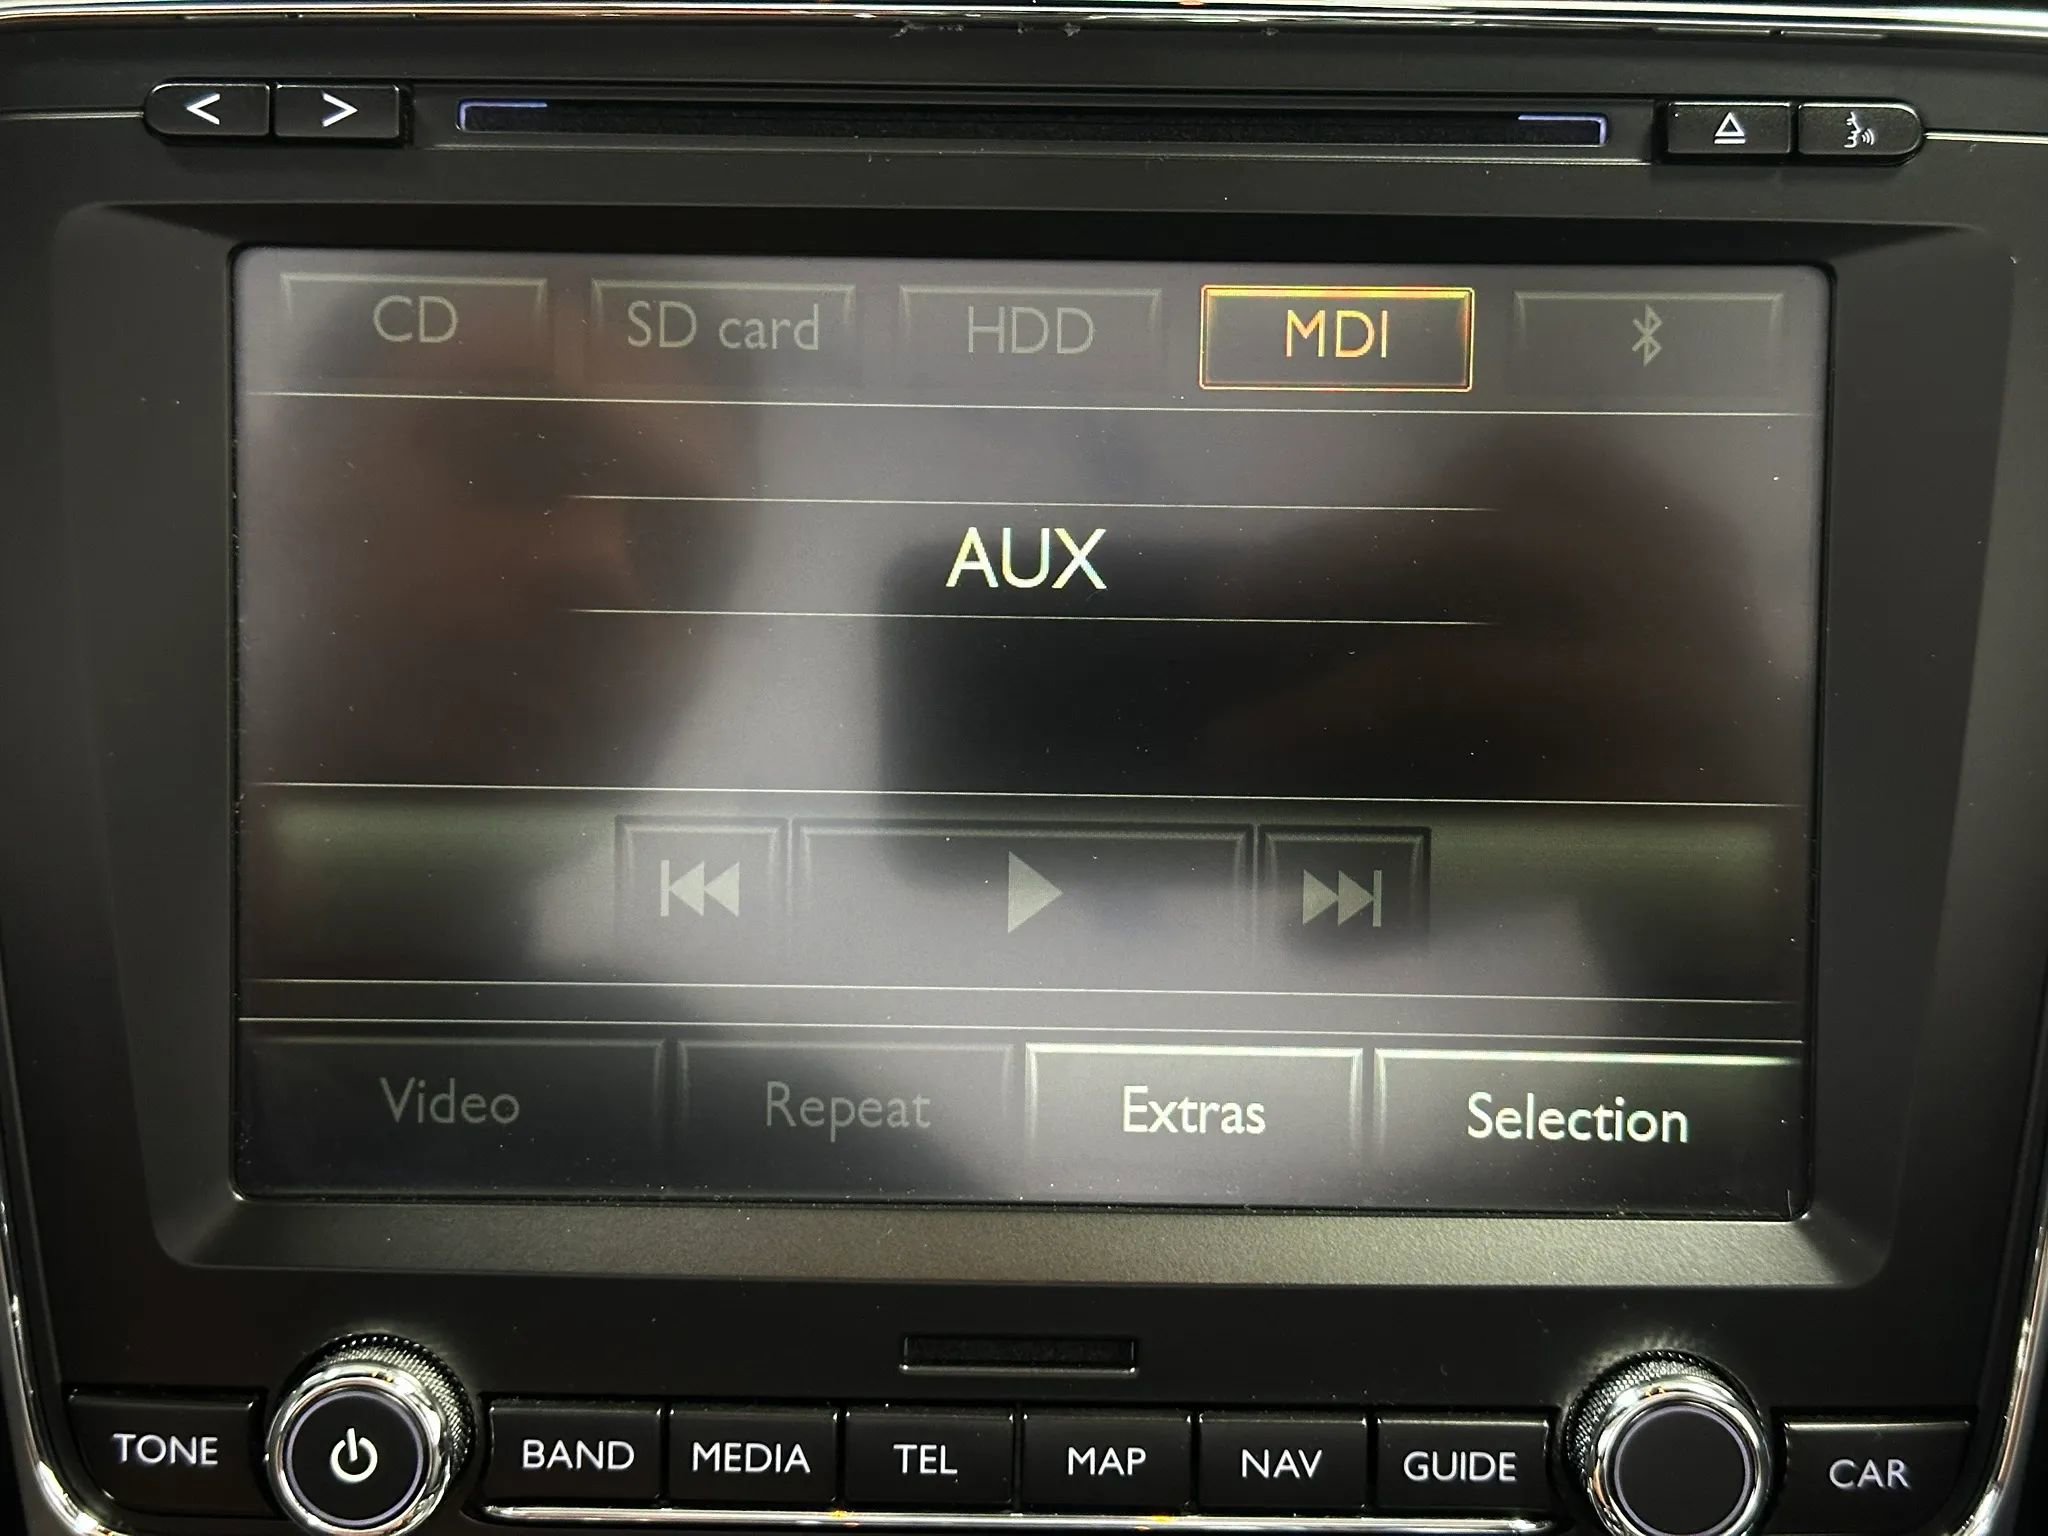 CD SD card HDD MDI
AUX
Video Repeat Extras Selection
TONE BAND MEDIA TEL MAP NAV GUIDE CAR